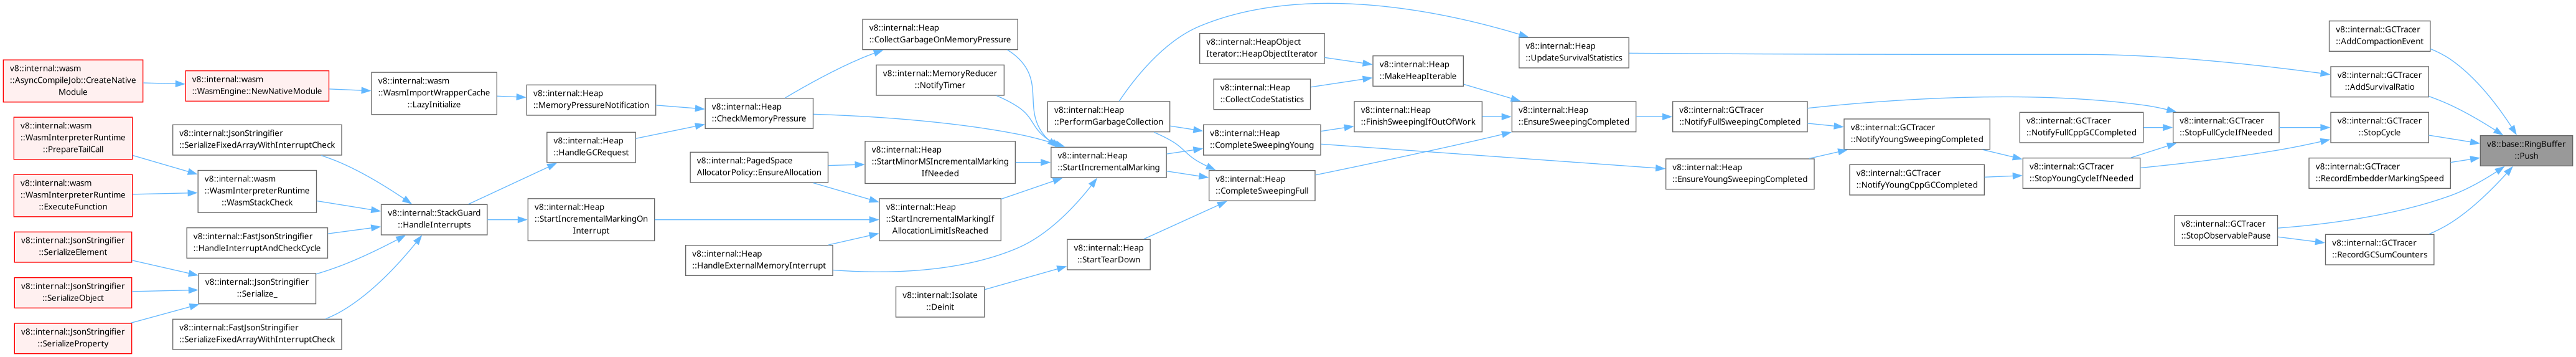 v8::internal::wasm
::AsyncCompileJob::CreateNative
Module
v8::internal::wasm
::WasmInterpreterRuntime
::PrepareTailCall
v8::internal::wasm
::WasmInterpreterRuntime
::ExecuteFunction
v8::internal::JsonStringifier
::SerializeElement
v8::internal::JsonStringifier
::SerializeObject
v8::internal::JsonStringifier
::SerializeProperty
v8::internal::wasm
::WasmEngine::NewNativeModule
v8::internal::JsonStringifier
::SerializeFixedArrayWithInterruptCheck
v8::internal::wasm
::WasmInterpreterRuntime
::WasmStackCheck
v8::internal::FastJsonStringifier
::HandleInterruptAndCheckCycle
v8::internal::JsonStringifier
::Serialize_
v8::internal::FastJsonStringifier
::SerializeFixedArrayWithInterruptCheck
v8::internal::wasm
::WasmImportWrapperCache
::LazyInitialize
v8::internal::StackGuard
::HandleInterrupts
v8::internal::Heap
::MemoryPressureNotification
v8::internal::Heap
::HandleGCRequest
v8::internal::Heap
::StartIncrementalMarkingOn
Interrupt
v8::internal::Heap
::CheckMemoryPressure
v8::internal::PagedSpace
AllocatorPolicy::EnsureAllocation
v8::internal::Heap
::HandleExternalMemoryInterrupt
v8::internal::Heap
::CollectGarbageOnMemoryPressure
v8::internal::MemoryReducer
::NotifyTimer
v8::internal::Heap
::StartMinorMSIncrementalMarking
IfNeeded
v8::internal::Heap
::StartIncrementalMarkingIf
AllocationLimitIsReached
v8::internal::Isolate
::Deinit
v8::internal::Heap
::PerformGarbageCollection
v8::internal::Heap
::StartIncrementalMarking
v8::internal::Heap
::StartTearDown
v8::internal::HeapObject
Iterator::HeapObjectIterator
v8::internal::Heap
::CollectCodeStatistics
v8::internal::Heap
::CompleteSweepingYoung
v8::internal::Heap
::CompleteSweepingFull
v8::internal::Heap
::MakeHeapIterable
v8::internal::Heap
::FinishSweepingIfOutOfWork
v8::internal::Heap
::UpdateSurvivalStatistics
v8::internal::Heap
::EnsureSweepingCompleted
v8::internal::GCTracer
::NotifyFullSweepingCompleted
v8::internal::Heap
::EnsureYoungSweepingCompleted
v8::internal::GCTracer
::NotifyYoungSweepingCompleted
v8::internal::GCTracer
::NotifyYoungCppGCCompleted
v8::internal::GCTracer
::NotifyFullCppGCCompleted
v8::internal::GCTracer
::StopYoungCycleIfNeeded
v8::internal::GCTracer
::StopFullCycleIfNeeded
v8::internal::GCTracer
::StopObservablePause
v8::internal::GCTracer
::AddCompactionEvent
v8::internal::GCTracer
::AddSurvivalRatio
v8::internal::GCTracer
::StopCycle
v8::internal::GCTracer
::RecordEmbedderMarkingSpeed
v8::internal::GCTracer
::RecordGCSumCounters
v8::base::RingBuffer
::Push